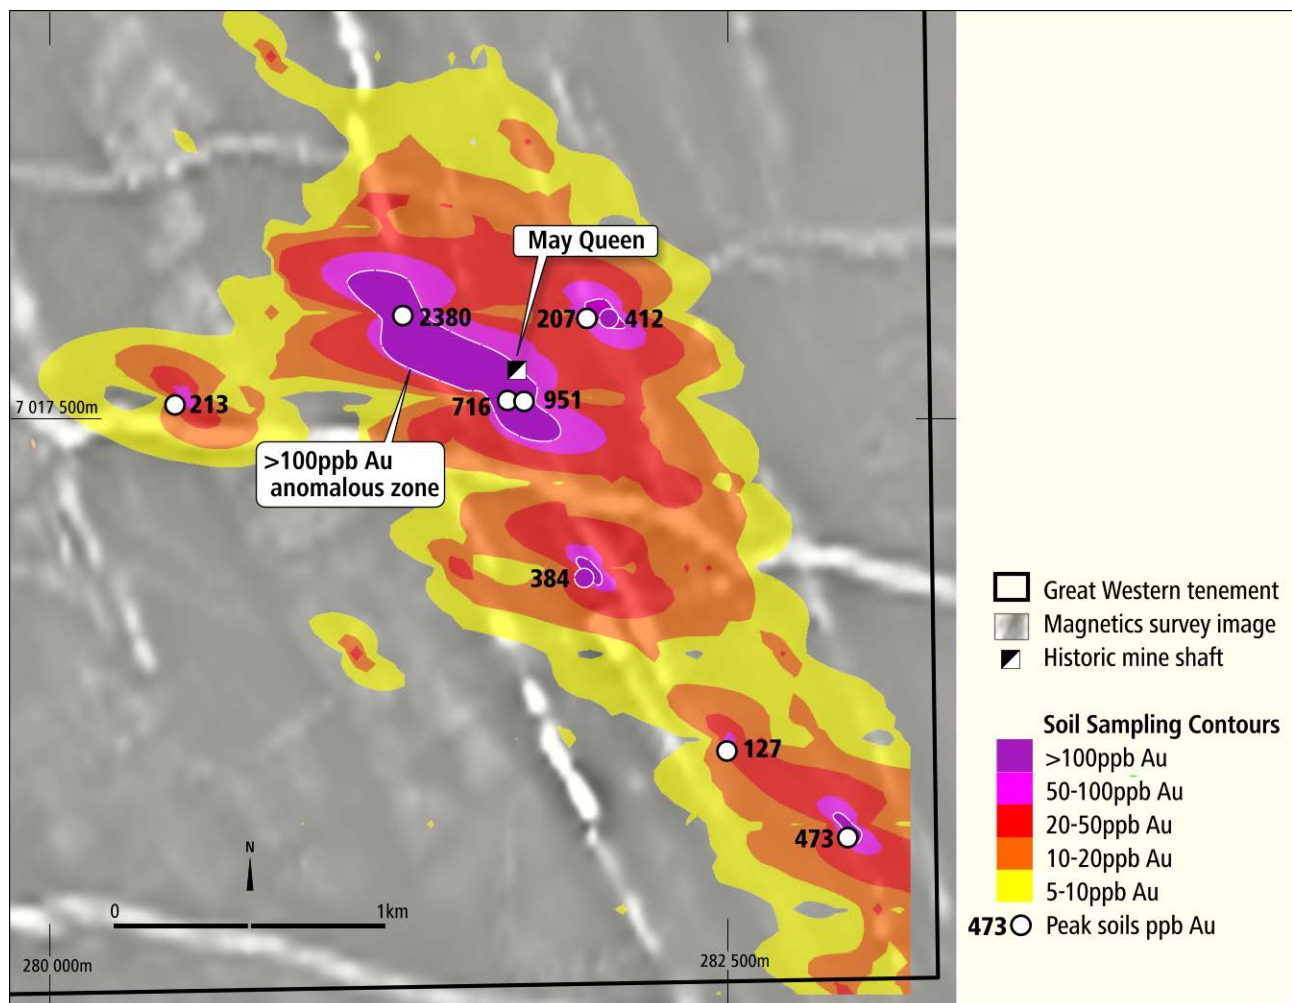 May Queen
2380
207
412
716
951
213
7 017 500m
>100ppb Au
anomalous zone
384
127
473
N
0
1km
280 000m
282 500m
Great Western tenement
Magnetics survey image
Historic mine shaft
Soil Sampling Contours
>100ppb Au
50-100ppb Au
20-50ppb Au
10-20ppb Au
5-10ppb Au
473 Peak soils ppb Au